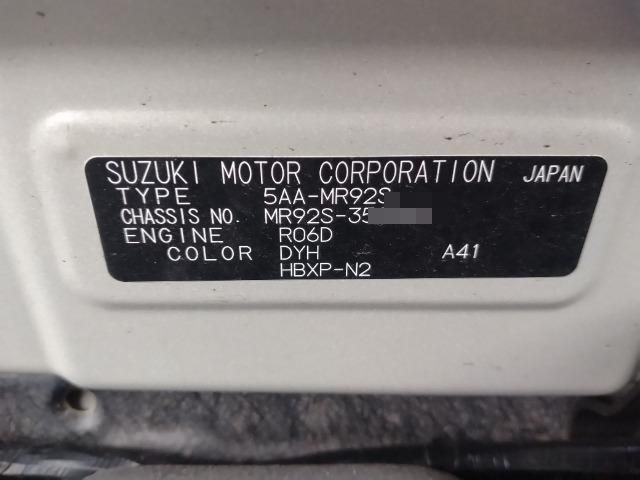 SUZUKI MOTOR CORPORATION JAPAN
TYPE 5AA-MR92S
CHASSIS NO. MR92S-35
ENGINE R06D
COLOR DYH A41
HBXP-N2